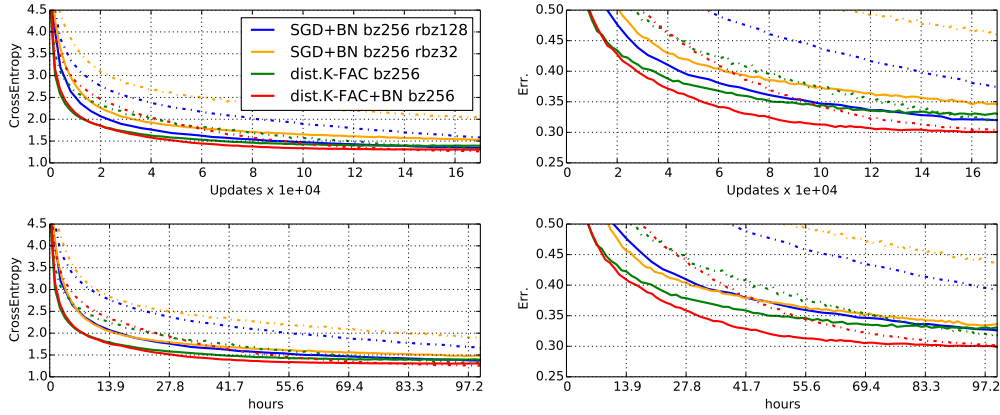 4.5
4.0
3.5
3.0
2.5
2.0
1.5
1.0
CrossEntropy
SGD+BN bz256 rbz128
SGD+BN bz256 rbz32
dist.K-FAC bz256
dist.K-FAC+BN bz256
0 2 4 6 8 10 12 14 16
Updates x 1e+04
0.50
0.45
0.40
0.35
0.30
0.25
Err.
0 2 4 6 8 10 12 14 16
Updates x 1e+04
4.5
4.0
3.5
3.0
2.5
2.0
1.5
1.0
CrossEntropy
0 13.9 27.8 41.7 55.6 69.4 83.3 97.2
hours
0.50
0.45
0.40
0.35
0.30
0.25
Err.
13.9 27.8 41.7 55.6 69.4 83.3 97.2
hours